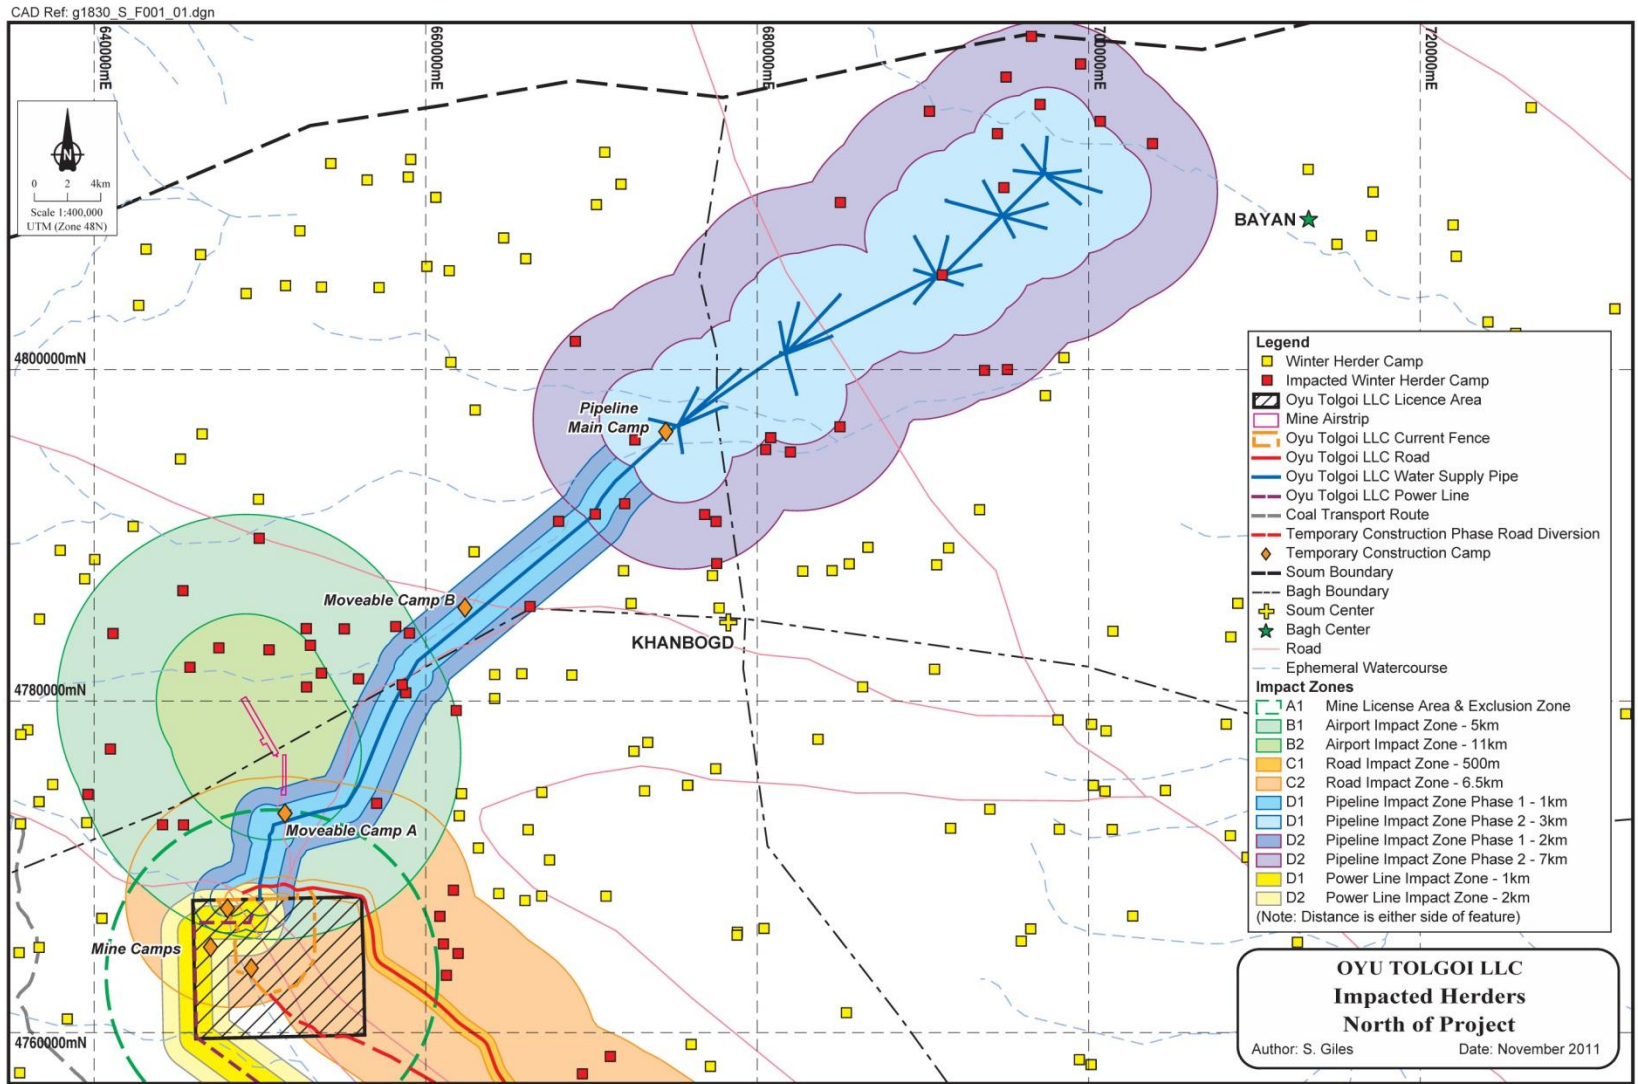 CAD Ref: g1830_S_F001_01.dgn
640000mE
660000mE
680000mE
700000mE
720000mE
N
0 2 4km
Scale 1:400,000
UTM (Zone 48N)
BAYAN
4800000mN
Pipeline
Main Camp
Moveable Camp B
KHANBOGD
4780000mN
Moveable Camp A
Mine Camps
4760000mN
Legend
Winter Herder Camp
Impacted Winter Herder Camp
Oyu Tolgoi LLC Licence Area
Mine Airstrip
Oyu Tolgoi LLC Current Fence
Oyu Tolgoi LLC Road
Oyu Tolgoi LLC Water Supply Pipe
Oyu Tolgoi LLC Power Line
Coal Transport Route
Temporary Construction Phase Road Diversion
Temporary Construction Camp
Soum Boundary
Bagh Boundary
Soum Center
Bagh Center
Road
Ephemeral Watercourse
Impact Zones
A1 Mine License Area & Exclusion Zone
B1 Airport Impact Zone - 5km
B2 Airport Impact Zone - 11km
C1 Road Impact Zone - 500m
C2 Road Impact Zone - 6.5km
D1 Pipeline Impact Zone Phase 1 - 1km
D1 Pipeline Impact Zone Phase 2 - 3km
D2 Pipeline Impact Zone Phase 1 - 2km
D2 Pipeline Impact Zone Phase 2 - 7km
D1 Power Line Impact Zone - 1km
D2 Power Line Impact Zone - 2km
(Note: Distance is either side of feature)
OYU TOLGOI LLC
Impacted Herders
North of Project
Author: S. Giles Date: November 2011